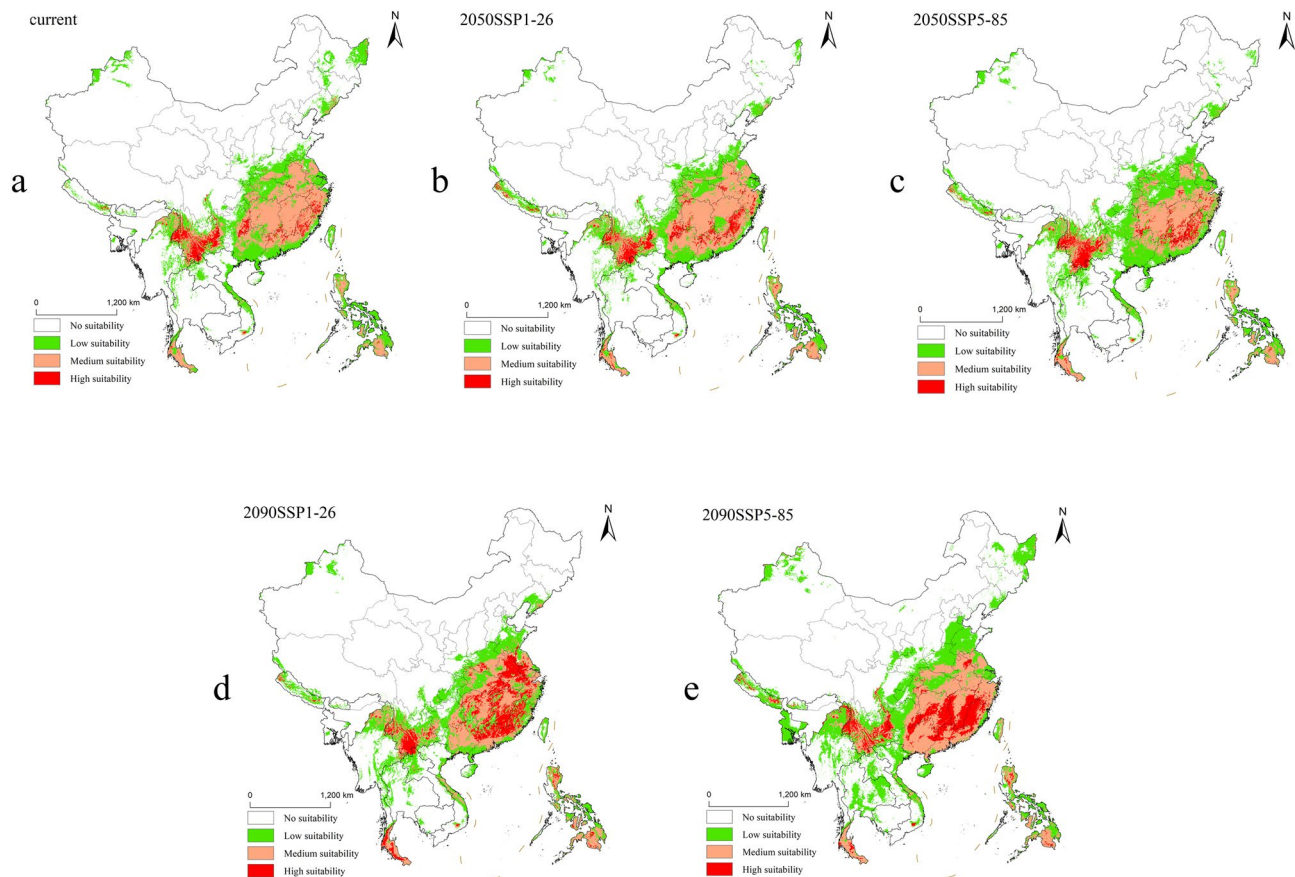 current
N
a
0 1,200 km
No suitability
Low suitability
Medium suitability
High suitability
2050SSP1-26
N
b
0 1,200 km
No suitability
Low suitability
Medium suitability
High suitability
2050SSP5-85
N
c
0 1,200 km
No suitability
Low suitability
Medium suitability
High suitability
2090SSP1-26
N
d
0 1,200 km
No suitability
Low suitability
Medium suitability
High suitability
2090SSP5-85
N
e
0 1,200 km
No suitability
Low suitability
Medium suitability
High suitability